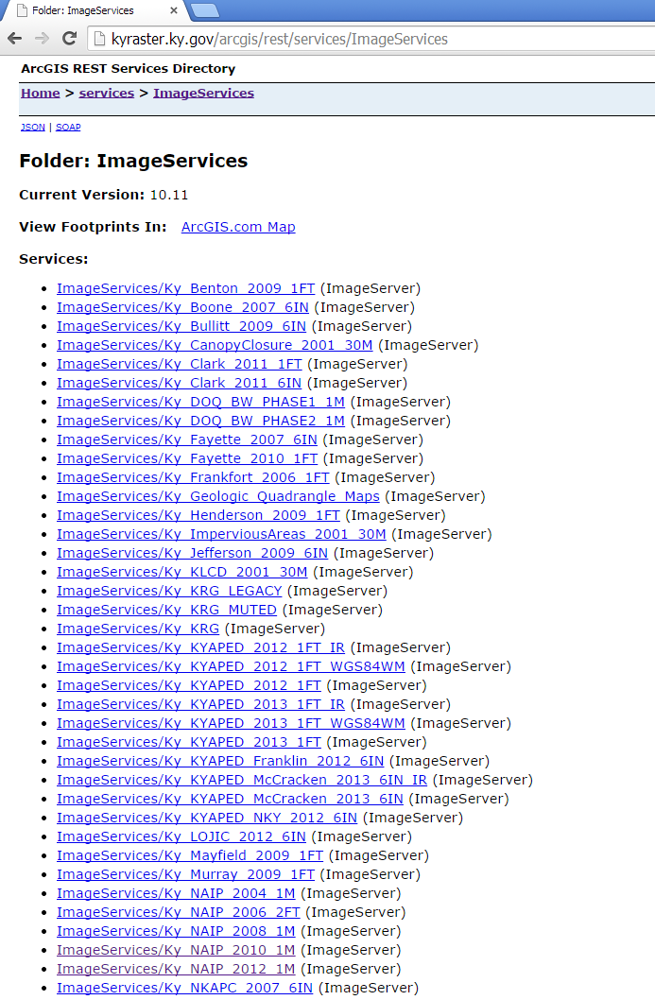 Folder: ImageServices
kyraster.ky.gov/arcgis/rest/services/ImageServices
ArcGIS REST Services Directory
Home > services > ImageServices
JSON | SOAP
Folder: ImageServices
Current Version: 10.11
View Footprints In: ArcGIS.com Map
Services:
ImageServices/Ky_Benton_2009_1FT (ImageServer)
ImageServices/Ky_Boone_2007_6IN (ImageServer)
ImageServices/Ky_Bullitt_2009_6IN (ImageServer)
ImageServices/Ky_CanopyClosure_2001_30M (ImageServer)
ImageServices/Ky_Clark_2011_1FT (ImageServer)
ImageServices/Ky_Clark_2011_6IN (ImageServer)
ImageServices/Ky_DOQ_BW_PHASE1_1M (ImageServer)
ImageServices/Ky_DOQ_BW_PHASE2_1M (ImageServer)
ImageServices/Ky_Fayette_2007_6IN (ImageServer)
ImageServices/Ky_Fayette_2010_1FT (ImageServer)
ImageServices/Ky_Frankfort_2006_1FT (ImageServer)
ImageServices/Ky_Geologic_Quadrangle_Maps (ImageServer)
ImageServices/Ky_Henderson_2009_1FT (ImageServer)
ImageServices/Ky_ImperviousAreas_2001_30M (ImageServer)
ImageServices/Ky_Jefferson_2009_6IN (ImageServer)
ImageServices/Ky_KLCD_2001_30M (ImageServer)
ImageServices/Ky_KRG_LEGACY (ImageServer)
ImageServices/Ky_KRG_MUTED (ImageServer)
ImageServices/Ky_KRG (ImageServer)
ImageServices/Ky_KYAPED_2012_1FT_IR (ImageServer)
ImageServices/Ky_KYAPED_2012_1FT_WGS84WM (ImageServer)
ImageServices/Ky_KYAPED_2012_1FT (ImageServer)
ImageServices/Ky_KYAPED_2013_1FT_IR (ImageServer)
ImageServices/Ky_KYAPED_2013_1FT_WGS84WM (ImageServer)
ImageServices/Ky_KYAPED_2013_1FT (ImageServer)
ImageServices/Ky_KYAPED_Franklin_2012_6IN (ImageServer)
ImageServices/Ky_KYAPED_McCracken_2013_6IN_IR (ImageServer)
ImageServices/Ky_KYAPED_McCracken_2013_6IN (ImageServer)
ImageServices/Ky_KYAPED_NKY_2012_6IN (ImageServer)
ImageServices/Ky_LOJIC_2012_6IN (ImageServer)
ImageServices/Ky_Mayfield_2009_1FT (ImageServer)
ImageServices/Ky_Murray_2009_1FT (ImageServer)
ImageServices/Ky_NAIP_2004_1M (ImageServer)
ImageServices/Ky_NAIP_2006_2FT (ImageServer)
ImageServices/Ky_NAIP_2008_1M (ImageServer)
ImageServices/Ky_NAIP_2010_1M (ImageServer)
ImageServices/Ky_NAIP_2012_1M (ImageServer)
ImageServices/Ky_NKAPC_2007_6IN (ImageServer)